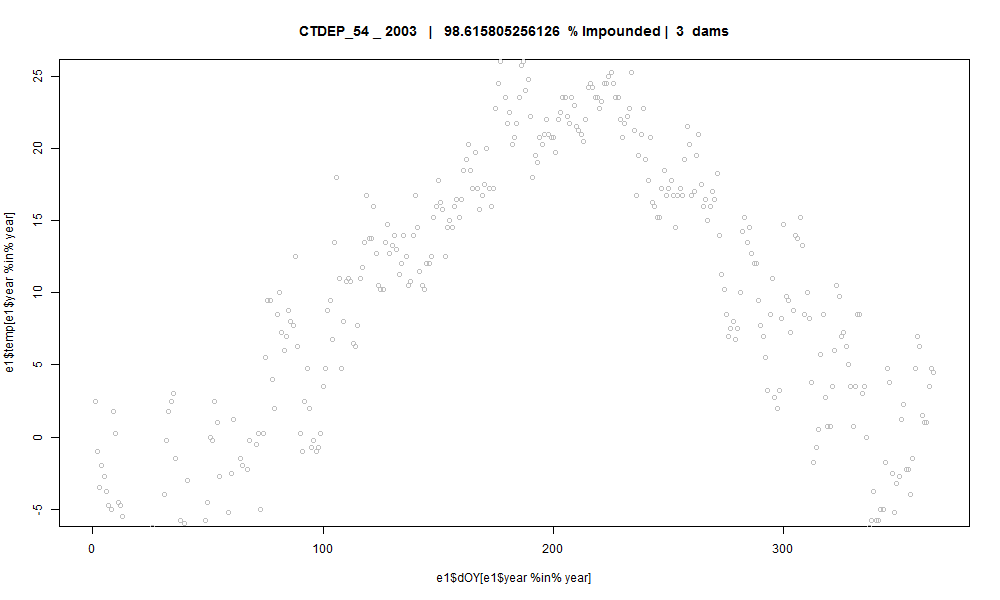 CTDEP_54 _ 2003 | 98.615805256126 % Impounded | 3 dams
e1$temp[e1$year %in% year]
25
20
15
10
5
0
-5
0 100 200 300
e1$dOY[e1$year %in% year]